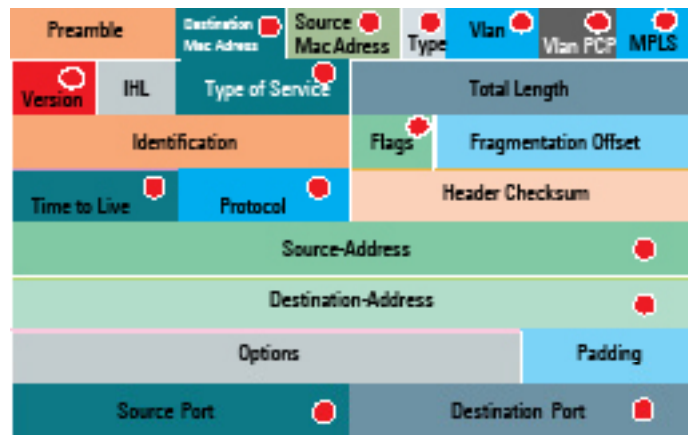 Preamble
Destination
Mac Adress
Source
Mac Adress
Type
Vlan
Vlan PCP
MPLS
Version
IHL
Type of Service
Total Length
Identification
Flags
Fragmentation Offset
Time to Live
Protocol
Header Checksum
Source-Address
Destination-Address
Options
Padding
Source Port
Destination Port